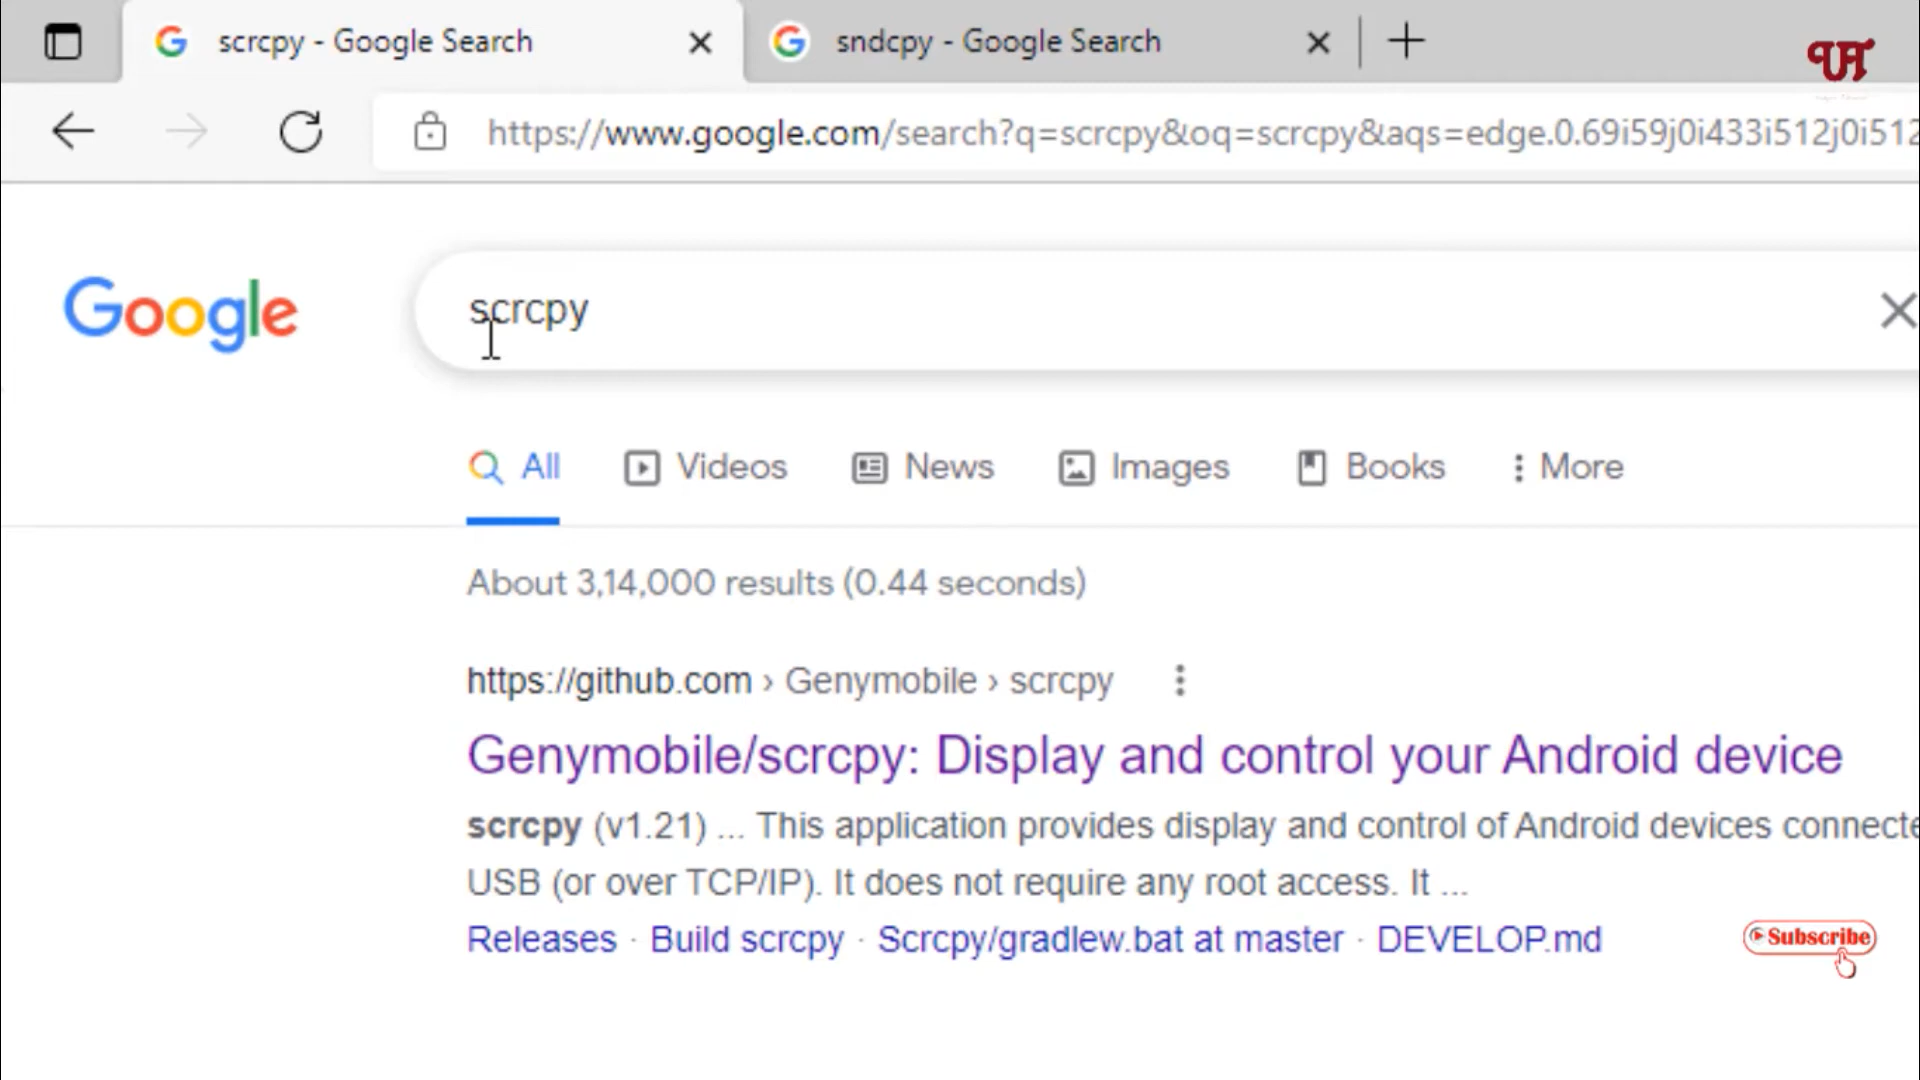 scrcpy - Google Search
sndcpy - Google Search
https://www.google.com/search?q=scrcpy&oq=scrcpy&aqs=edge.0.69i59j0i433i512j0i512
Google
scrcpy
All
Videos
News
Images
Books
More
About 3,14,000 results (0.44 seconds)
https://github.com › Genymobile › scrcpy
Genymobile/scrcpy: Display and control your Android device
scrcpy (v1.21) ... This application provides display and control of Android devices connecte
USB (or over TCP/IP). It does not require any root access. It ...
Releases · Build scrcpy · Scrcpy/gradlew.bat at master · DEVELOP.md
Subscribe